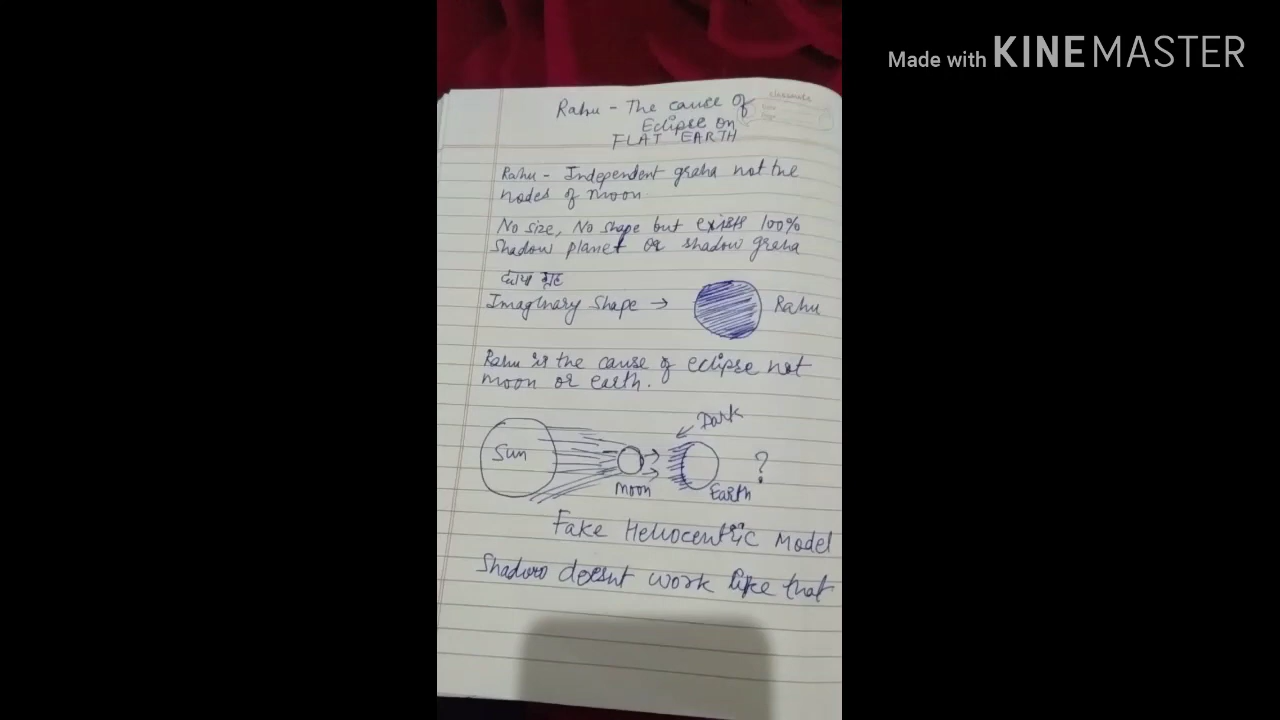 Made with KINEMASTER
classmate
Date
Page
Rahu - The cause of
Eclipse on
FLAT EARTH
Rahu - Independent graha not the
nodes of moon.
No size, No shape but exists 100%
Shadow planet or shadow graha
छाया ग्रह
Imaginary Shape → Rahu
Rahu is the cause of eclipse not
moon or earth.
Dark
Sun
?
Moon
Earth
Fake Heliocentric Model
Shadow doesnt work like that